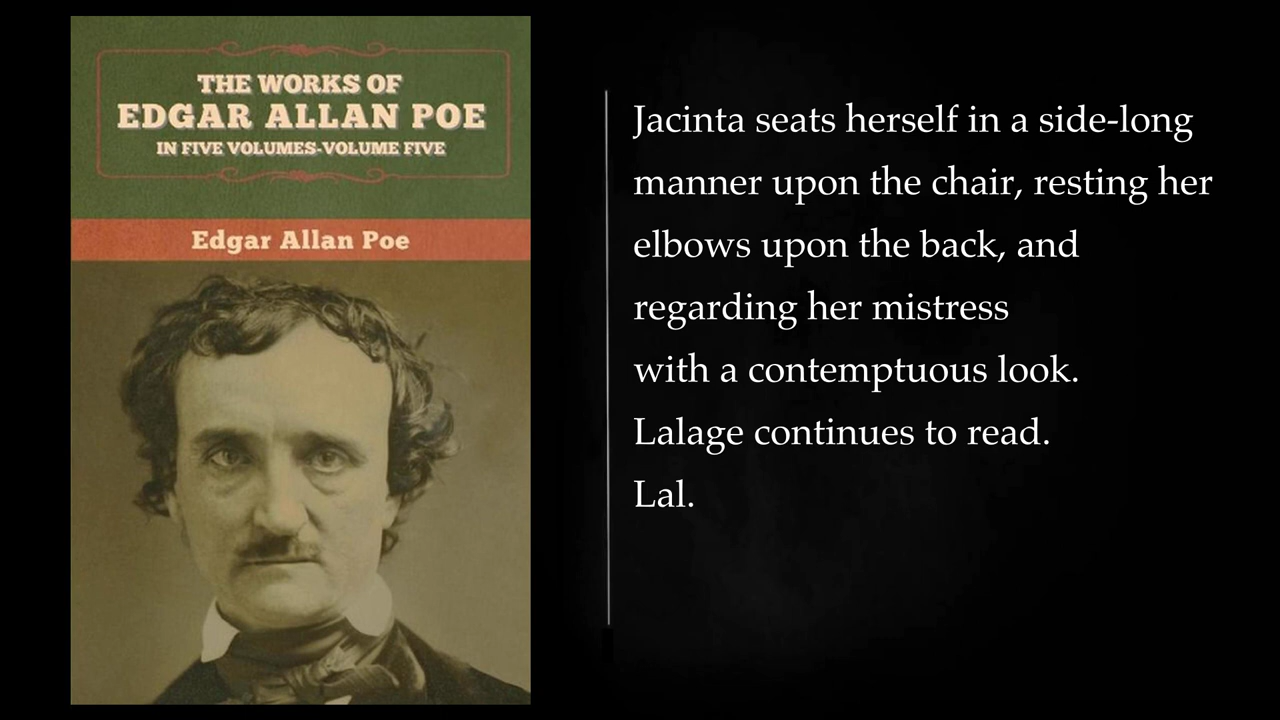 THE WORKS OF
EDGAR ALLAN POE
IN FIVE VOLUMES-VOLUME FIVE
Edgar Allan Poe
Jacinta seats herself in a side-long
manner upon the chair, resting her
elbows upon the back, and
regarding her mistress
with a contemptuous look.
Lalage continues to read.
Lal.